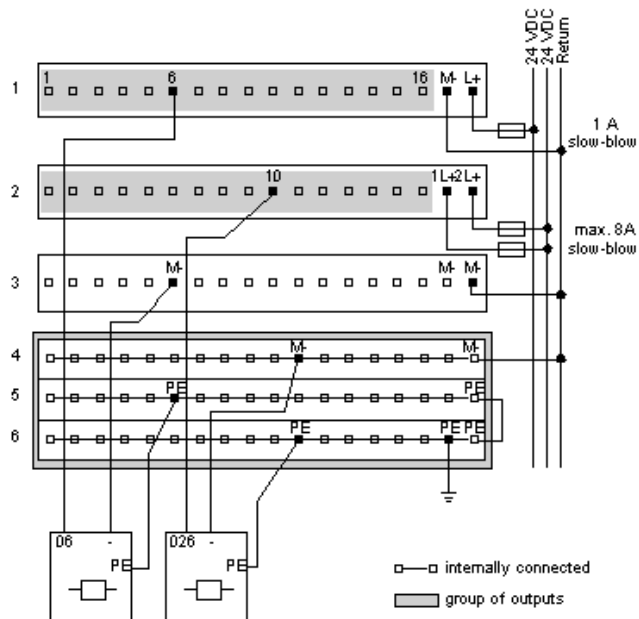 24 VDC
24 VDC
Return
1 6 16 M- L+
1
1 A
slow-blow
10 1L+2L+
2
max. 8A
slow-blow
M- M- M-
3
M- M-
4
PE PE
5
PE PE PE
6
06 -
PE
026 -
PE
internally connected
group of outputs